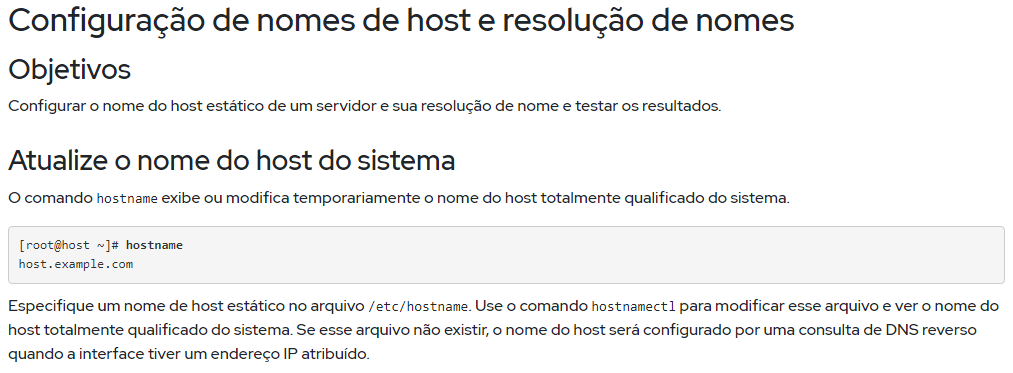 Configuração de nomes de host e resolução de nomes
Objetivos
Configurar o nome do host estático de um servidor e sua resolução de nome e testar os resultados.
Atualize o nome do host do sistema
O comando hostname exibe ou modifica temporariamente o nome do host totalmente qualificado do sistema.
[root@host ~]# hostname
host.example.com
Especifique um nome de host estático no arquivo /etc/hostname. Use o comando hostnamectl para modificar esse arquivo e ver o nome do
host totalmente qualificado do sistema. Se esse arquivo não existir, o nome do host será configurado por uma consulta de DNS reverso
quando a interface tiver um endereço IP atribuído.